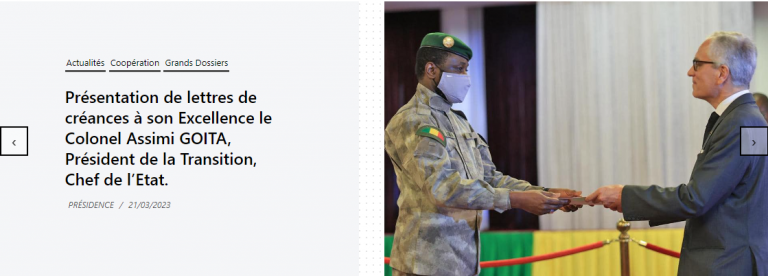 Actualités Coopération Grands Dossiers
Présentation de lettres de
créances à son Excellence le
Colonel Assimi GOITA,
Président de la Transition,
Chef de l'Etat.
PRÉSIDENCE / 21/03/2023